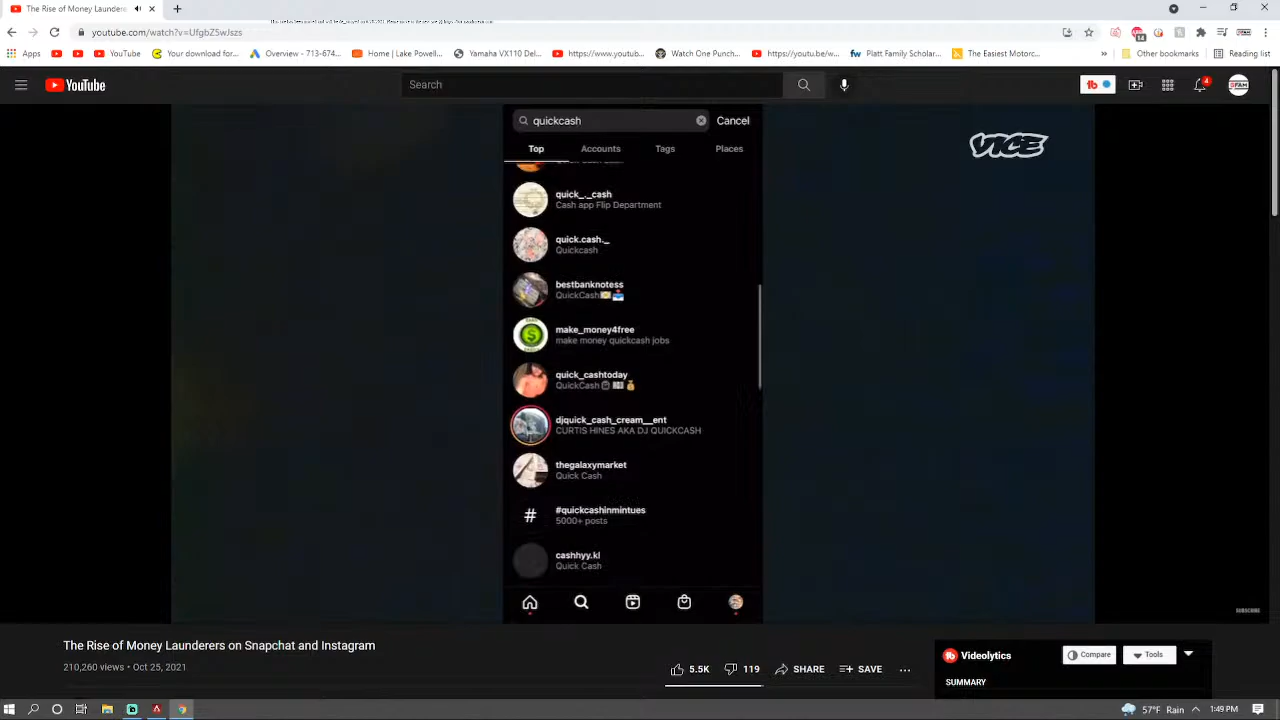 The Rise of Money Launderers
youtube.com/watch?v=UfgbZ5wJszs
Apps
YouTube
Your download for...
Overview - 713-674...
Home | Lake Powell...
Yamaha VX110 Del...
https://www.youtub...
Watch One Punch...
https://youtu.be/w...
Platt Family Scholar...
The Easiest Motorc...
Other bookmarks
Reading list
YouTube
Search
4
quickcash
Cancel
VICE
Top
Accounts
Tags
Places
quick_._cash
Cash app Flip Department
quick.cash._
Quickcash
bestbanknotess
QuickCash
make_money4free
make money quickcash jobs
quick_cashtoday
QuickCash
djquick_cash_cream__ent
CURTIS HINES AKA DJ QUICKCASH
thegalaxymarket
Quick Cash
#quickcashinmintues
5000+ posts
cashhyy.kl
Quick Cash
SUBSCRIBE
The Rise of Money Launderers on Snapchat and Instagram
210,260 views • Oct 25, 2021
5.5K
119
SHARE
SAVE
Videolytics
Compare
Tools
SUMMARY
57°F Rain
1:49 PM